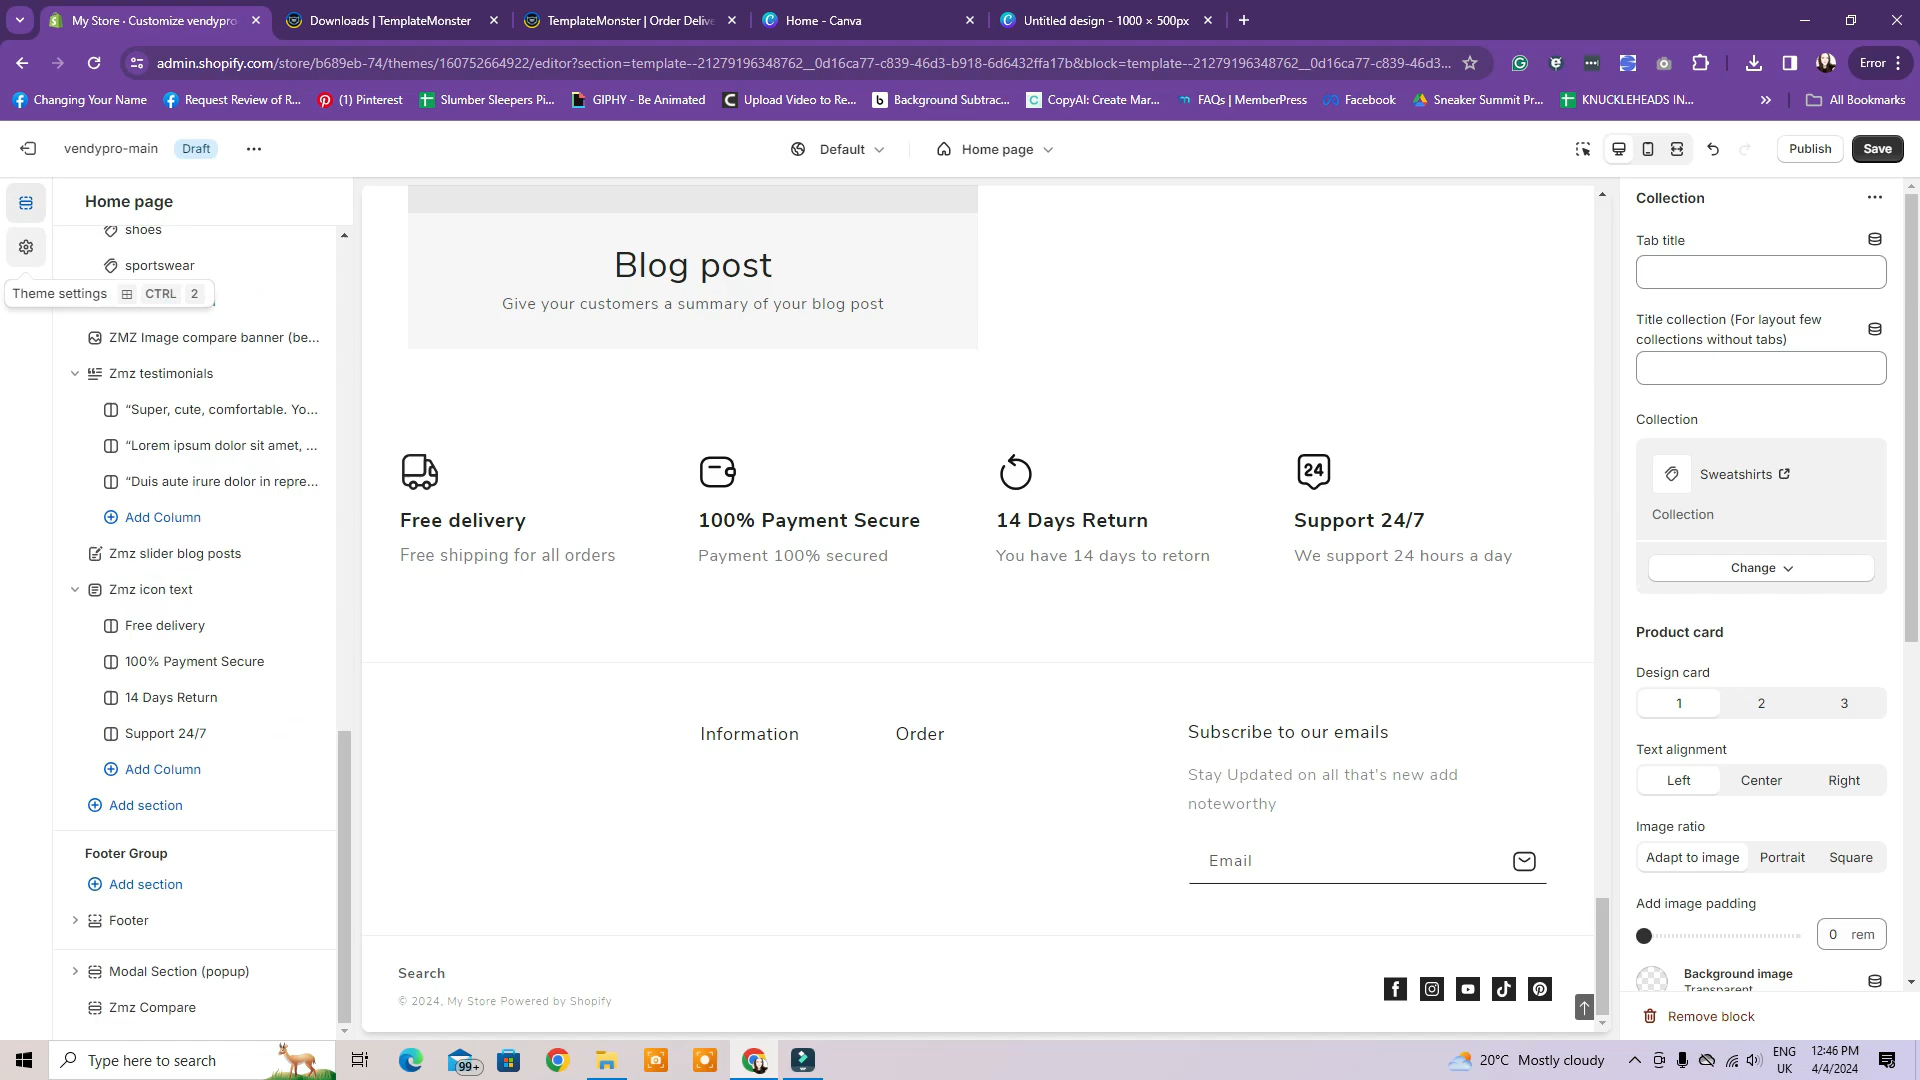 My Store · Customize vendypro
Downloads | TemplateMonster
TemplateMonster | Order Delive
Home - Canva
Untitled design - 1000 × 500px
admin.shopify.com/store/b689eb-74/themes/160752664922/editor?section=template--21279196348762__0d16ca77-c839-46d3-b918-6d6432ffa17b&block=template--21279196348762__0d16ca77-c839-46d3...
Error
Changing Your Name
Request Review of R...
(1) Pinterest
Slumber Sleepers Pi...
GIPHY - Be Animated
Upload Video to Re...
Background Subtrac...
CopyAI: Create Mar...
FAQs | MemberPress
Facebook
Sneaker Summit Pr...
KNUCKLEHEADS IN...
All Bookmarks
vendypro-main
Draft
Default
Home page
Publish
Save
Home page
shoes
sportswear
Theme settings CTRL 2
ZMZ Image compare banner (be...
Zmz testimonials
“Super, cute, comfortable. Yo...
“Lorem ipsum dolor sit amet, ...
“Duis aute irure dolor in repre...
Add Column
Zmz slider blog posts
Zmz icon text
Free delivery
100% Payment Secure
14 Days Return
Support 24/7
Add Column
Add section
Footer Group
Add section
Footer
Modal Section (popup)
Zmz Compare
Blog post
Give your customers a summary of your blog post
24
Free delivery
100% Payment Secure
14 Days Return
Support 24/7
Free shipping for all orders
Payment 100% secured
You have 14 days to retorn
We support 24 hours a day
Information
Order
Subscribe to our emails
Stay Updated on all that's new add
noteworthy
Email
Search
© 2024, My Store Powered by Shopify
Collection
Tab title
Title collection (For layout few
collections without tabs)
Collection
Sweatshirts
Collection
Change
Product card
Design card
1 2 3
Text alignment
Left Center Right
Image ratio
Adapt to image Portrait Square
Add image padding
0 rem
Background image
Transparent
Remove block
Type here to search
99+
20°C Mostly cloudy
ENG
UK
12:46 PM
4/4/2024